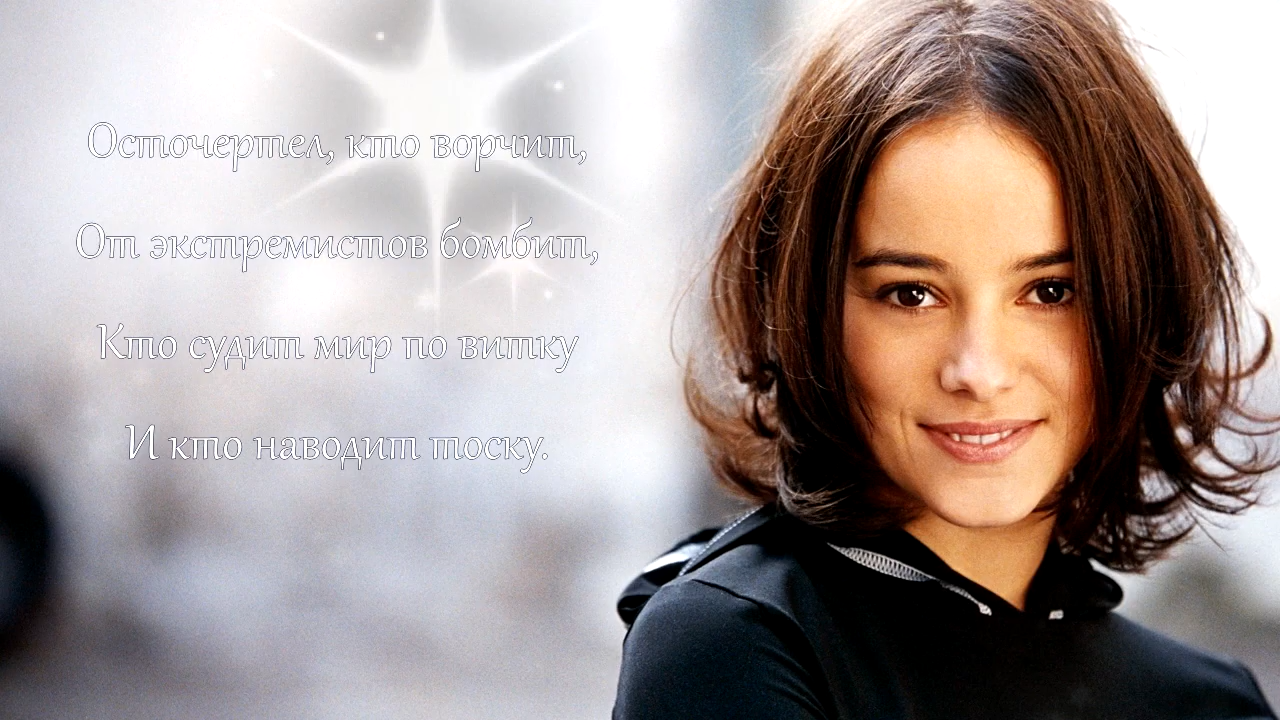 Осточертел, кто ворчит,
От экстремистов бомбит,
Кто судит мир по витку
И кто наводит тоску.